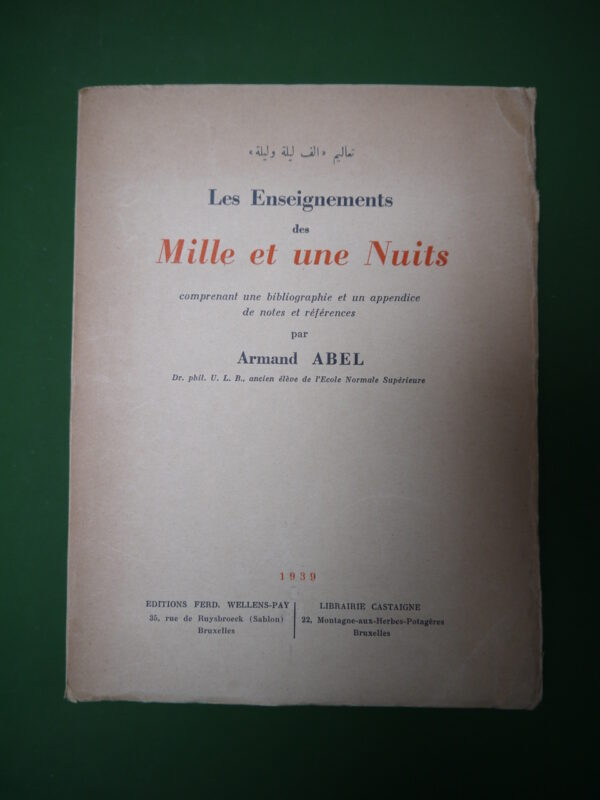 تعاليم «الف ليلة وليلة»
Les Enseignements
des
Mille et une Nuits
comprenant une bibliographie et un appendice
de notes et références
par
Armand ABEL
Dr. phil. U. L. B., ancien élève de l'Ecole Normale Supérieure
1939
EDITIONS FERD. WELLENS-PAY
35, rue de Ruysbroeck (Sablon)
Bruxelles
LIBRAIRIE CASTAIGNE
22, Montagne-aux-Herbes-Potagères
Bruxelles